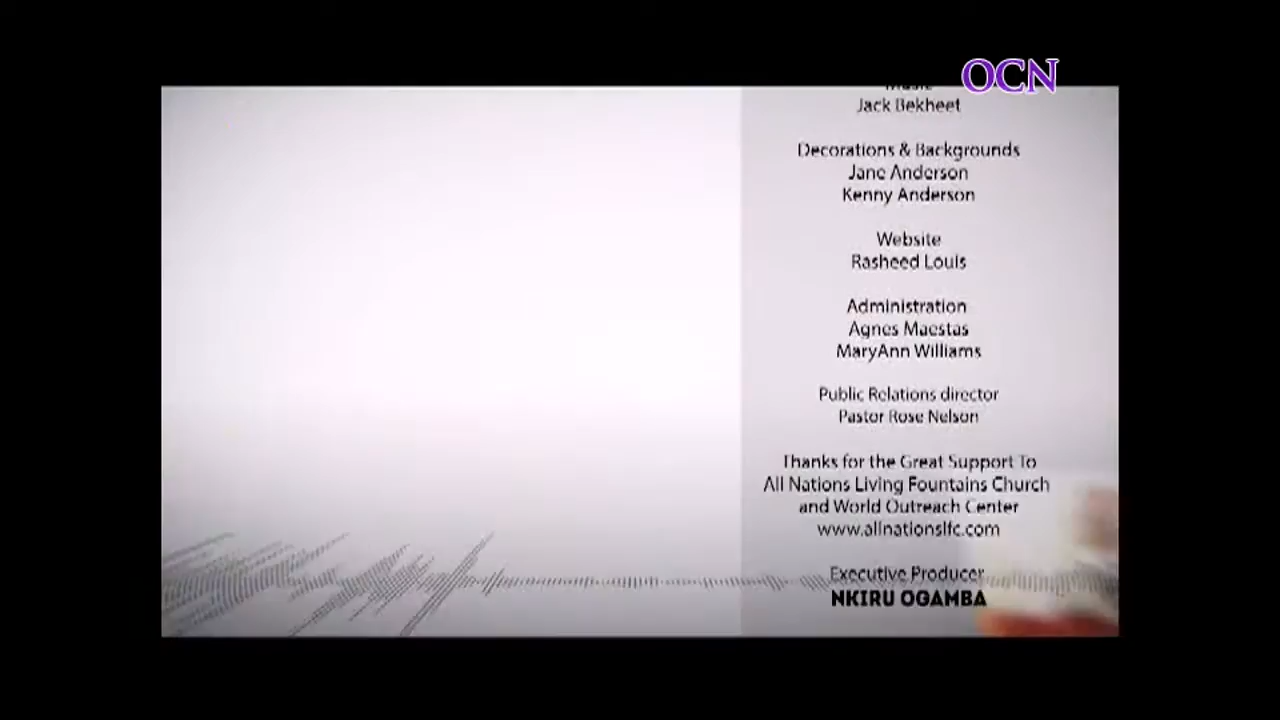 OCN
Music
Jack Bekheet
Decorations & Backgrounds
Jane Anderson
Kenny Anderson
Website
Rasheed Louis
Administration
Agnes Maestas
MaryAnn Williams
Public Relations director
Pastor Rose Nelson
Thanks for the Great Support To
All Nations Living Fountains Church
and World Outreach Center
www.allnationslfc.com
Executive Producer
NKIRU OGAMBA